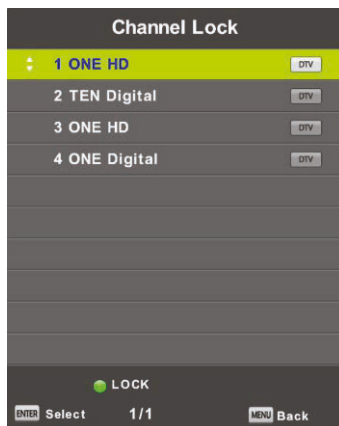 Channel Lock
1 ONE HD DTV
2 TEN Digital DTV
3 ONE HD DTV
4 ONE Digital DTV
LOCK
ENTER Select 1/1 MENU Back